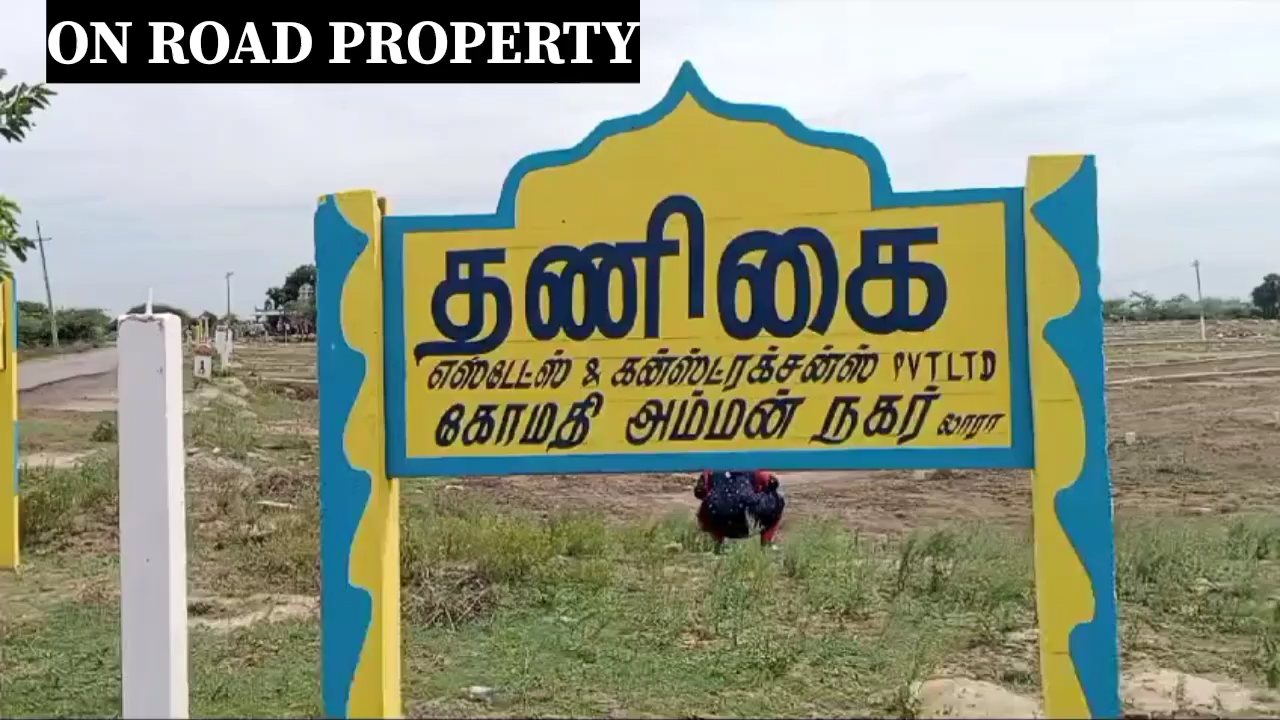 ON ROAD PROPERTY
தணிகை
எஸ்டேட்ஸ் & கன்ஸ்ட்ரக்சன்ஸ் PVT LTD
கோமதி அம்மன் நகர் லாரா